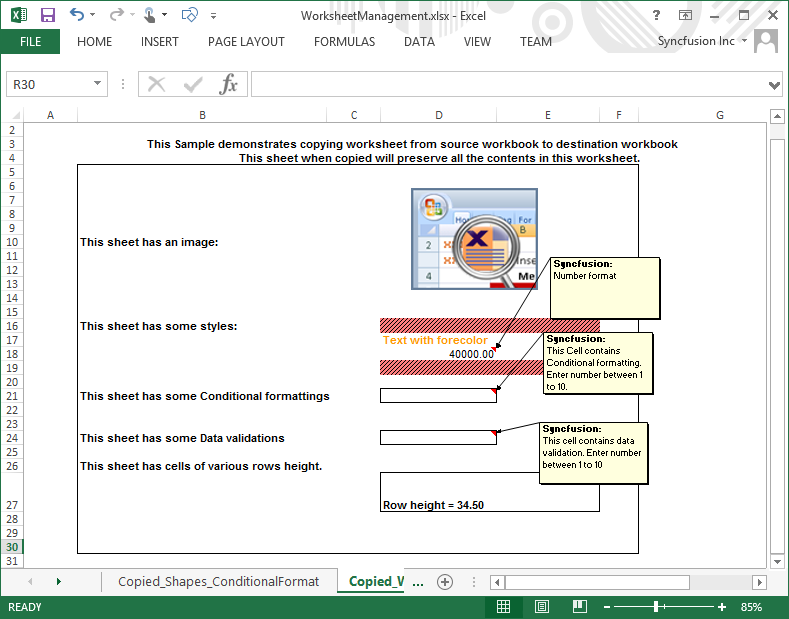 WorksheetManagement.xlsx - Excel
?
FILE HOME INSERT PAGE LAYOUT FORMULAS DATA VIEW TEAM
Syncfusion Inc
R30
fx
A B C D E F G
2
3 This Sample demonstrates copying worksheet from source workbook to destination workbook
4 This sheet when copied will preserve all the contents in this worksheet.
5
6
7
8 For
9 B
10 This sheet has an image: 2
11 Inse
12 Syncfusion:
Number format
13 4 Me
14
15
16 This sheet has some styles:
17 Text with forecolor
18 40000.00
Syncfusion:
This Cell contains
Conditional formatting.
Enter number between 1
to 10.
19
20
21 This sheet has some Conditional formattings
22
23
24 This sheet has some Data validations
Syncfusion:
This cell contains data
validation. Enter number
between 1 to 10
25
26 This sheet has cells of various rows height.
27 Row height = 34.50
28
29
30
31
Copied_Shapes_ConditionalFormat Copied_W ...
READY
85%